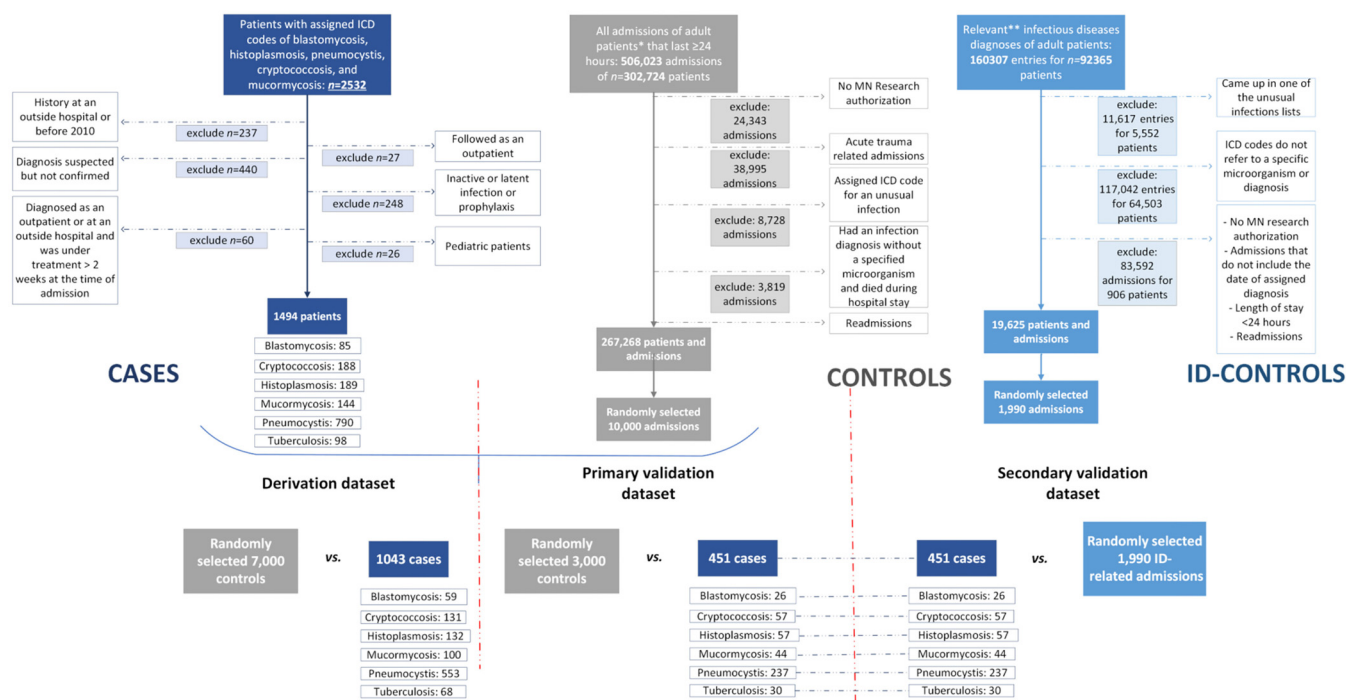 Patients with assigned ICD
codes of blastomycosis,
histoplasmosis, pneumocystis,
cryptococcosis, and
mucormycosis: n=2532
History at an
outside hospital or
before 2010
exclude n=237
exclude n=27
Followed as an
outpatient
Diagnosis suspected
but not confirmed
exclude n=440
exclude n=248
Inactive or latent
infection or
prophylaxis
Diagnosed as an
outpatient or at an
outside hospital and
was under
treatment > 2
weeks at the time of
admission
exclude n=60
exclude n=26
Pediatric patients
1494 patients
Blastomycosis: 85
Cryptococcosis: 188
Histoplasmosis: 189
Mucormycosis: 144
Pneumocystis: 790
Tuberculosis: 98
CASES
All admissions of adult
patients* that last ≥24
hours: 506,023 admissions
of n=302,724 patients
No MN Research
authorization
exclude:
24,343
admissions
Acute trauma
related admissions
exclude:
38,995
admissions
Assigned ICD code
for an unusual
infection
exclude: 8,728
admissions
Had an infection
diagnosis without
a specified
microorganism
and died during
hospital stay
exclude: 3,819
admissions
Readmissions
267,268 patients and
admissions
Randomly selected
10,000 admissions
CONTROLS
Relevant** infectious diseases
diagnoses of adult patients:
160307 entries for n=92365
patients
Came up in one of
the unusual
infections lists
exclude:
11,617 entries
for 5,552
patients
ICD codes do not
refer to a specific
microorganism or
diagnosis
exclude:
117,042 entries
for 64,503
patients
- No MN research
authorization
- Admissions that
do not include the
date of assigned
diagnosis
- Length of stay
<24 hours
- Readmissions
exclude:
83,592
admissions for
906 patients
19,625 patients and
admissions
Randomly selected
1,990 admissions
ID-CONTROLS
Derivation dataset
Primary validation
dataset
Secondary validation
dataset
Randomly
selected 7,000
controls
vs.
1043 cases
Blastomycosis: 59
Cryptococcosis: 131
Histoplasmosis: 132
Mucormycosis: 100
Pneumocystis: 553
Tuberculosis: 68
Randomly
selected 3,000
controls
vs.
451 cases
Blastomycosis: 26
Cryptococcosis: 57
Histoplasmosis: 57
Mucormycosis: 44
Pneumocystis: 237
Tuberculosis: 30
451 cases
Blastomycosis: 26
Cryptococcosis: 57
Histoplasmosis: 57
Mucormycosis: 44
Pneumocystis: 237
Tuberculosis: 30
vs.
Randomly selected
1,990 ID-
related admissions